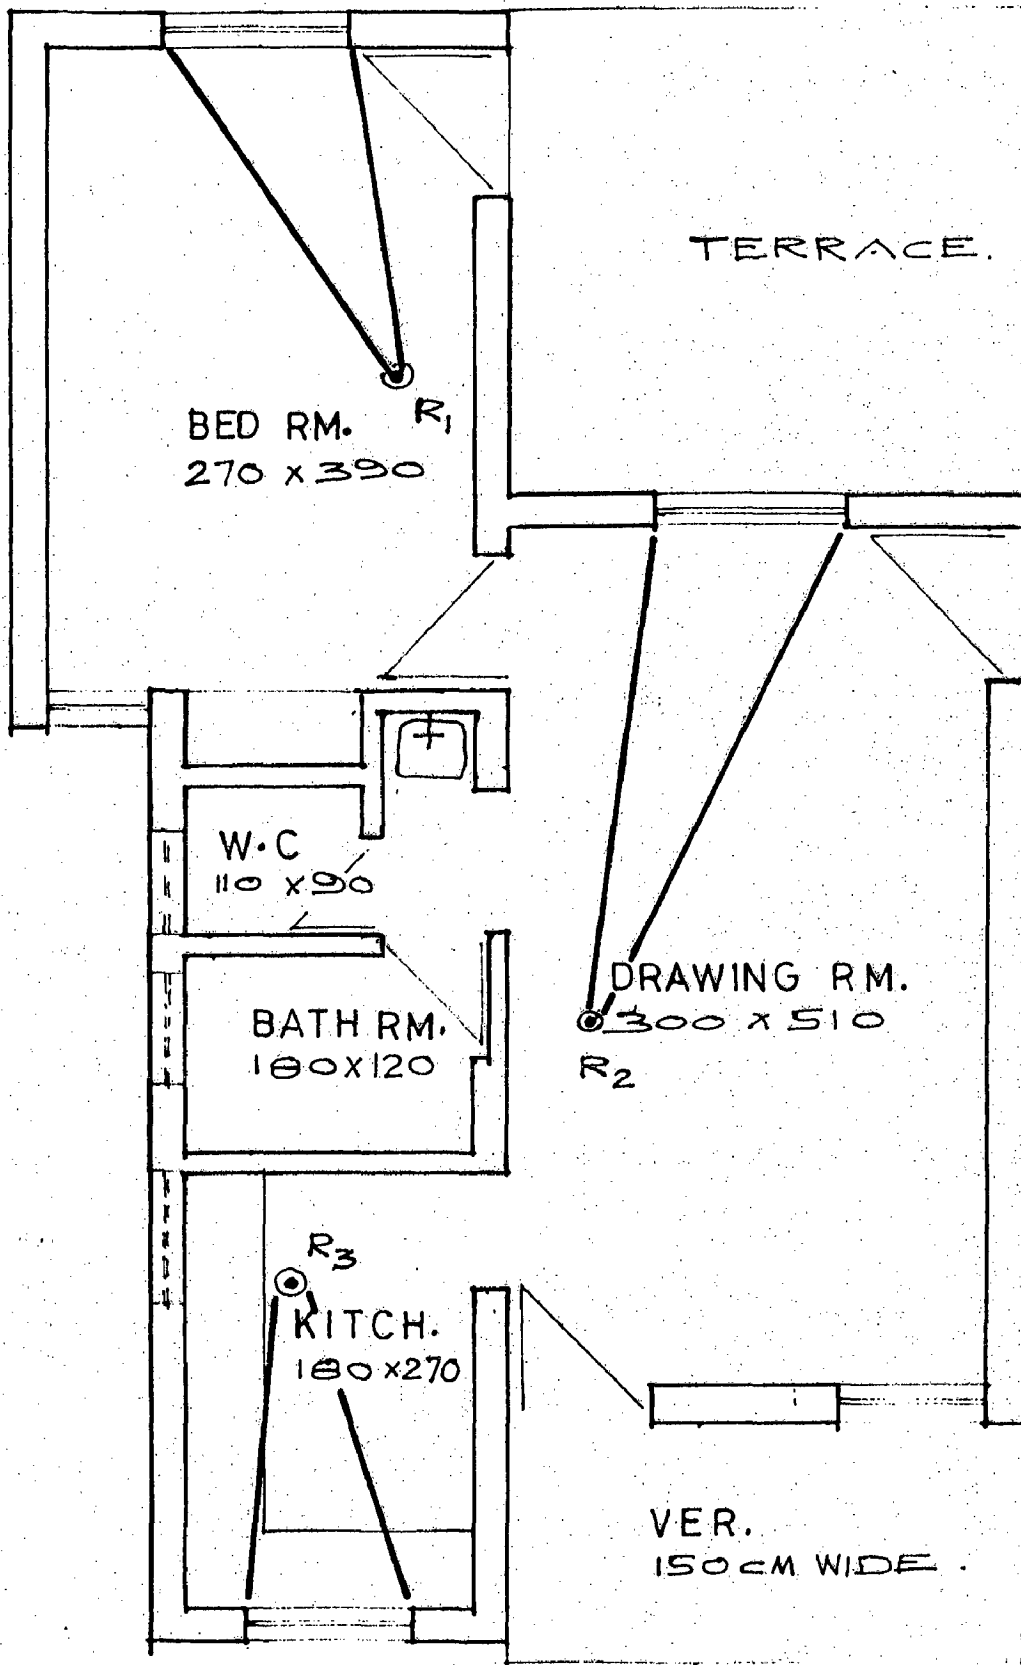 TERRACE.
BED RM.
270 x 390
R1
W.C
110 x 90
BATH RM.
180 x 120
DRAWING RM.
300 x 510
R2
R3
KITCH.
180 x 270
VER.
150 CM WIDE.